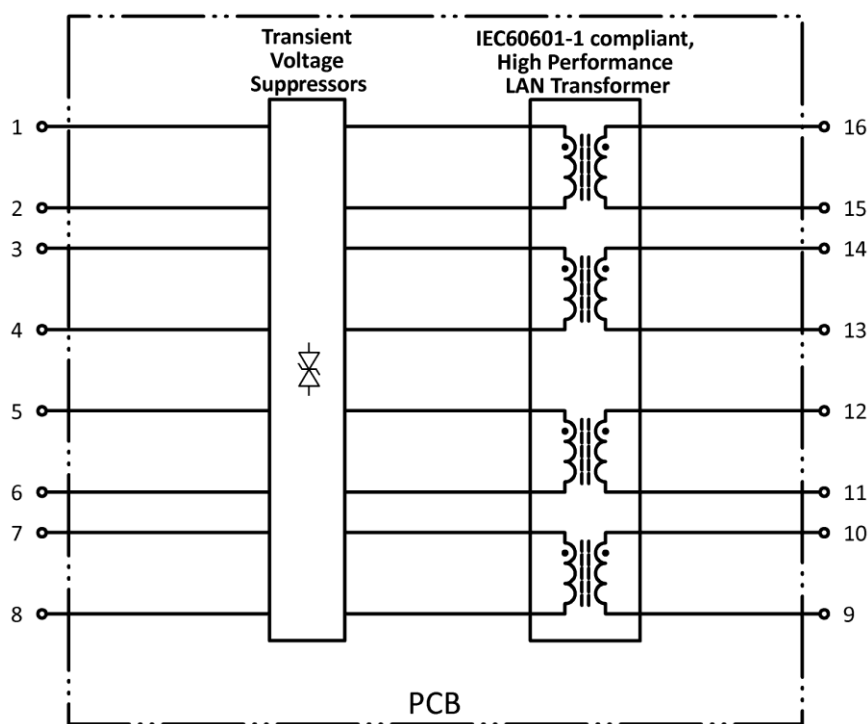 Transient
Voltage
Suppressors
IEC60601-1 compliant,
High Performance
LAN Transformer
1
16
2
15
3
14
4
13
5
12
6
11
7
10
8
9
PCB